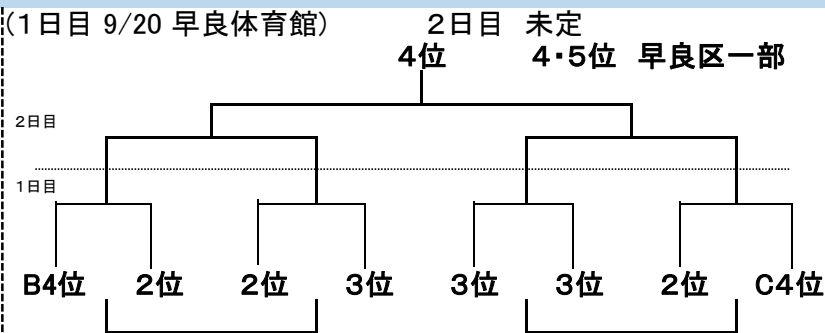 (1日目 9/20 早良体育館) 2日目 未定
4位 4・5位 早良区一部
2日目
1日目
B4位 2位 2位 3位 3位 3位 2位 C4位